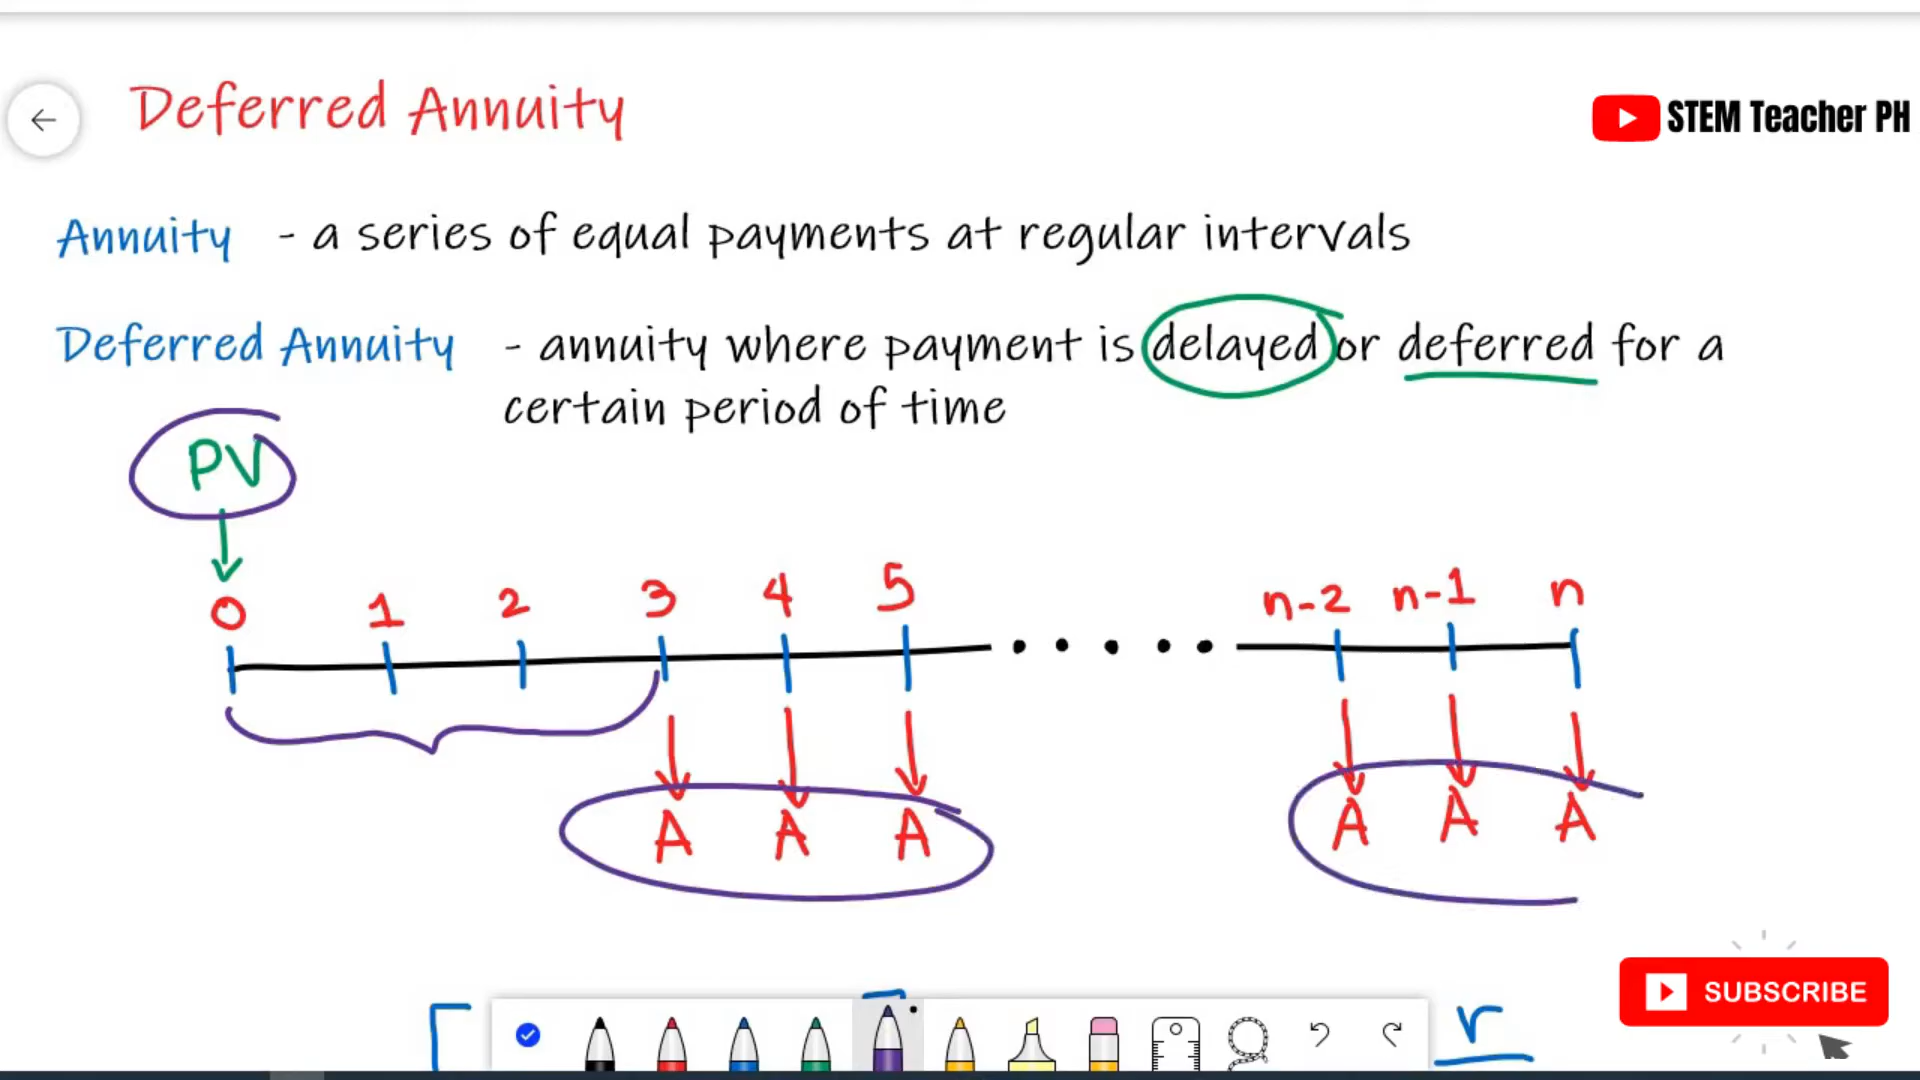 Deferred Annuity
STEM Teacher PH
Annuity - a series of equal payments at regular intervals
Deferred Annuity - annuity where payment is delayed or deferred for a
certain period of time
PV
0 1 2 3 4 5 n-2 n-1 n
A A A A A A
SUBSCRIBE
r